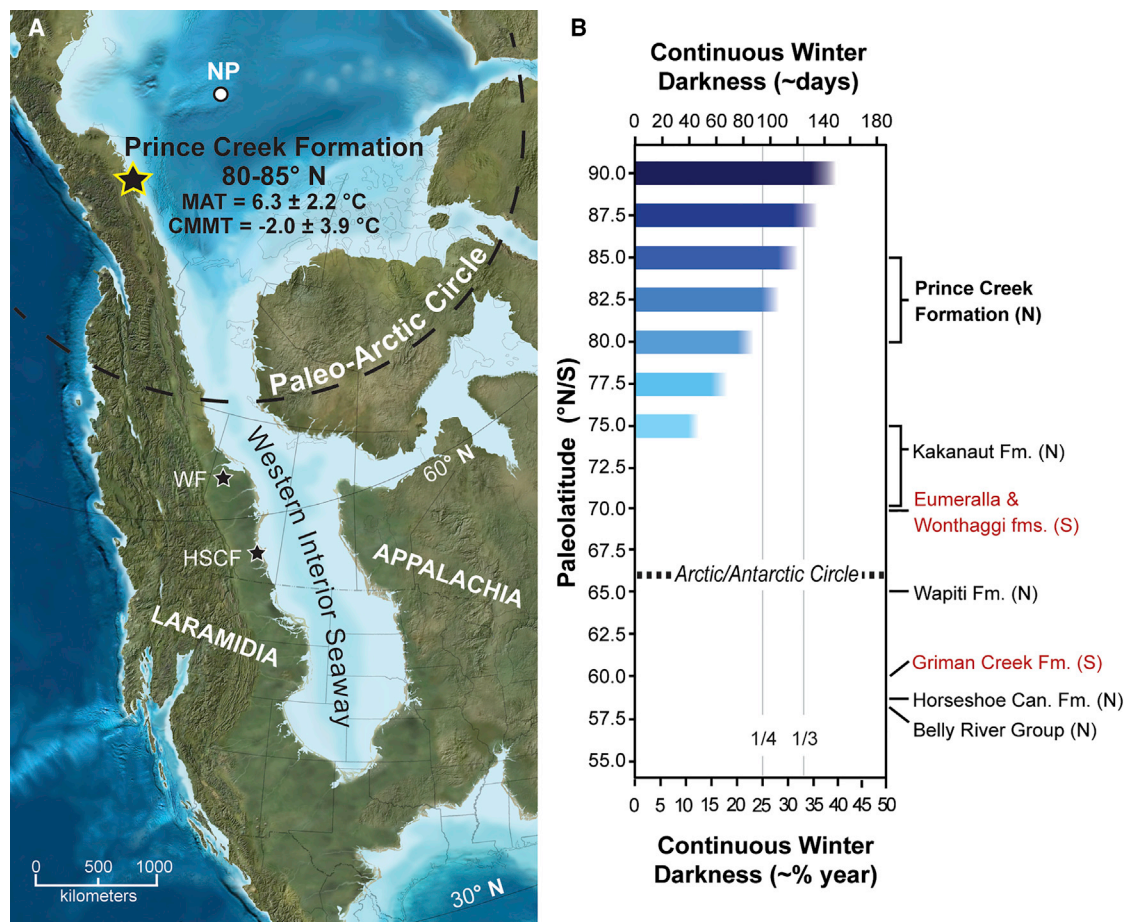 A
NP
Prince Creek Formation
80-85° N
MAT = 6.3 ± 2.2 °C
CMMT = -2.0 ± 3.9 °C
Paleo-Arctic Circle
60° N
WF
HSCF
Western Interior Seaway
APPALACHIA
LARAMIDIA
0 500 1000
kilometers
30° N
B
Continuous Winter
Darkness (~days)
0 20 40 60 80 100 120 140 180
Paleolatitude (°N/S)
90.0
87.5
85.0
82.5
80.0
77.5
75.0
72.5
70.0
67.5
65.0
62.5
60.0
57.5
55.0
Prince Creek
Formation (N)
Kakanaut Fm. (N)
Eumeralla &
Wonthaggi fms. (S)
Arctic/Antarctic Circle
Wapiti Fm. (N)
Griman Creek Fm. (S)
Horseshoe Can. Fm. (N)
Belly River Group (N)
1/4 1/3
0 5 10 15 20 25 30 35 40 45 50
Continuous Winter
Darkness (~% year)